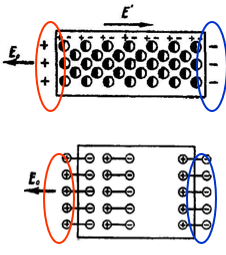 E'
+ - + - + - + - + - + -
E₀ + + + - - -
E₀
⊕ ⊖ ⊕ ⊖ ⊕ ⊖
⊕ ⊖ ⊕ ⊖ ⊕ ⊖
⊕ ⊖ ⊕ ⊖ ⊕ ⊖
⊕ ⊖ ⊕ ⊖ ⊕ ⊖
⊕ ⊖ ⊕ ⊖ ⊕ ⊖